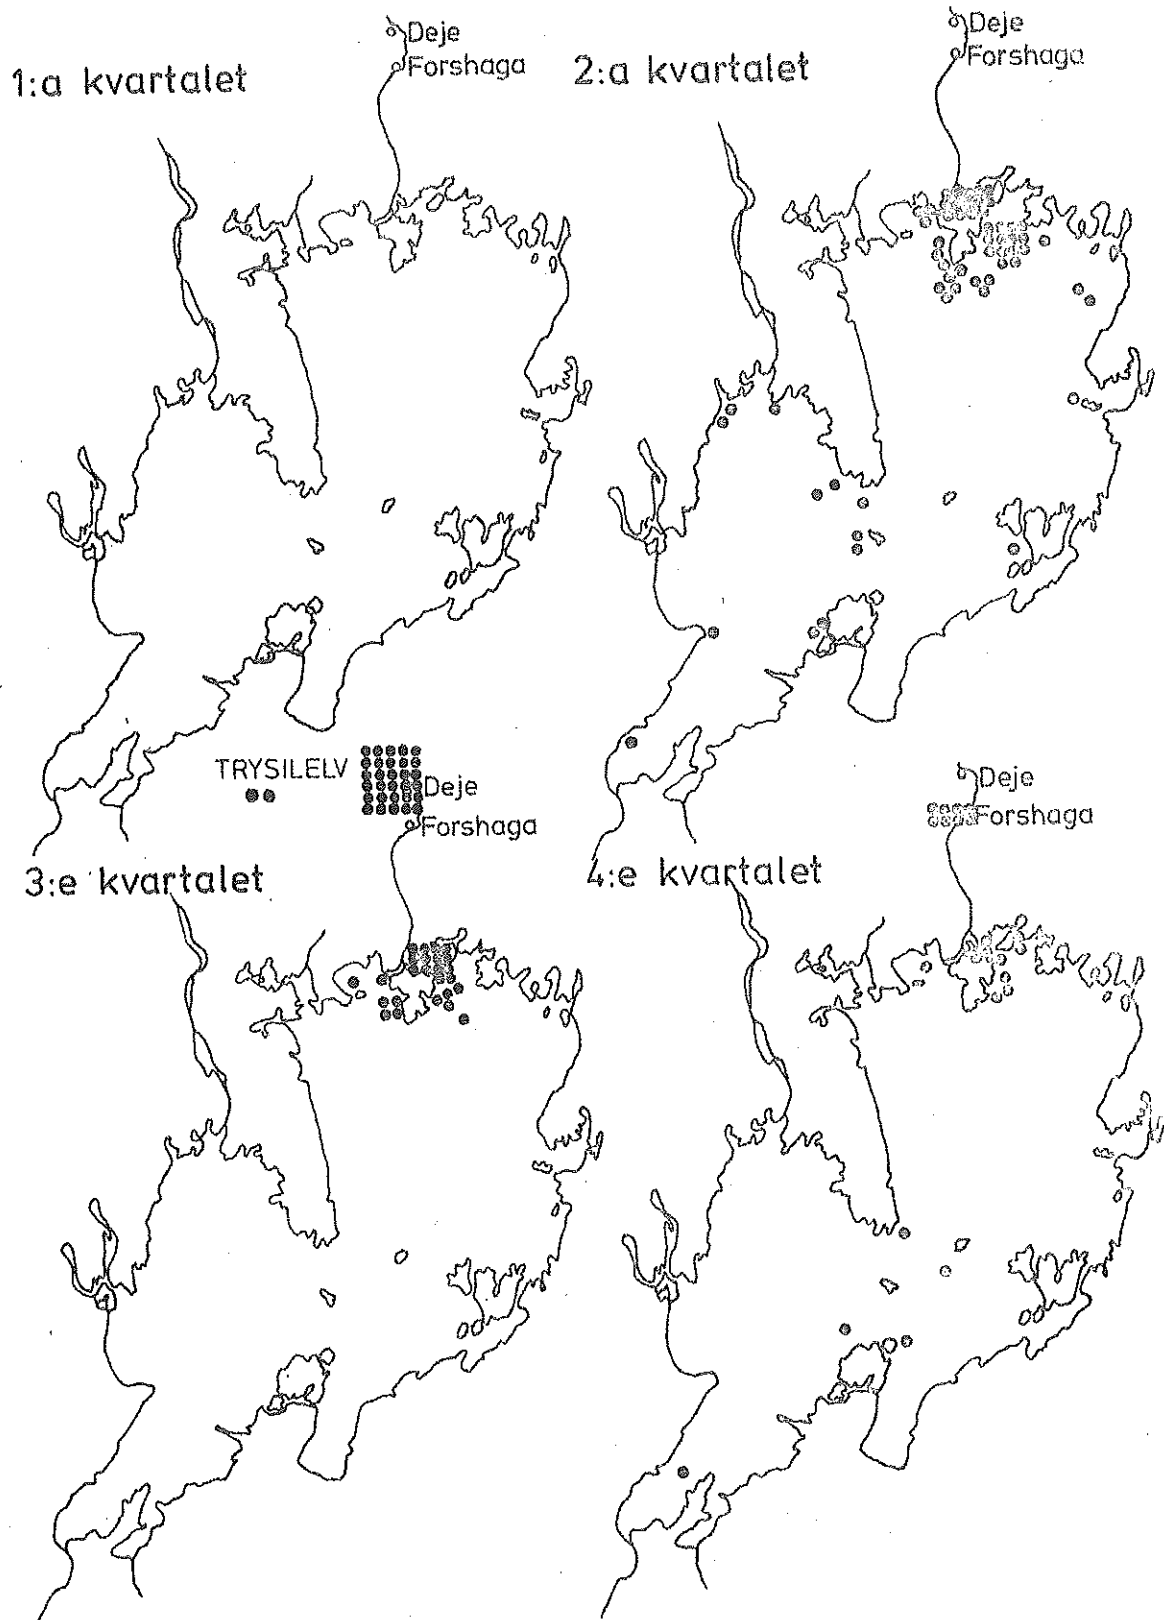 Deje
Forshaga
1:a kvartalet
Deje
Forshaga
2:a kvartalet
TRYSILELV
Deje
Forshaga
3:e kvartalet
Deje
Forshaga
4:e kvartalet